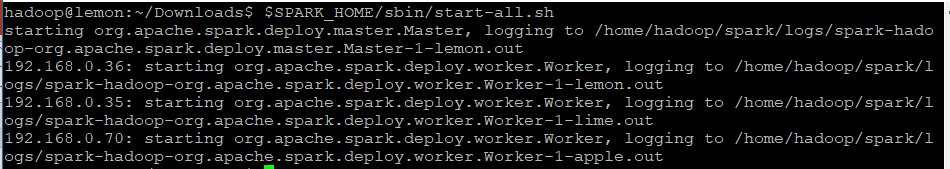 hadoop@lemon:~/Downloads$ $SPARK_HOME/sbin/start-all.sh
starting org.apache.spark.deploy.master.Master, logging to /home/hadoop/spark/logs/spark-hado
op-org.apache.spark.deploy.master.Master-1-lemon.out
192.168.0.36: starting org.apache.spark.deploy.worker.Worker, logging to /home/hadoop/spark/l
ogs/spark-hadoop-org.apache.spark.deploy.worker.Worker-1-lemon.out
192.168.0.35: starting org.apache.spark.deploy.worker.Worker, logging to /home/hadoop/spark/l
ogs/spark-hadoop-org.apache.spark.deploy.worker.Worker-1-lime.out
192.168.0.70: starting org.apache.spark.deploy.worker.Worker, logging to /home/hadoop/spark/l
ogs/spark-hadoop-org.apache.spark.deploy.worker.Worker-1-apple.out